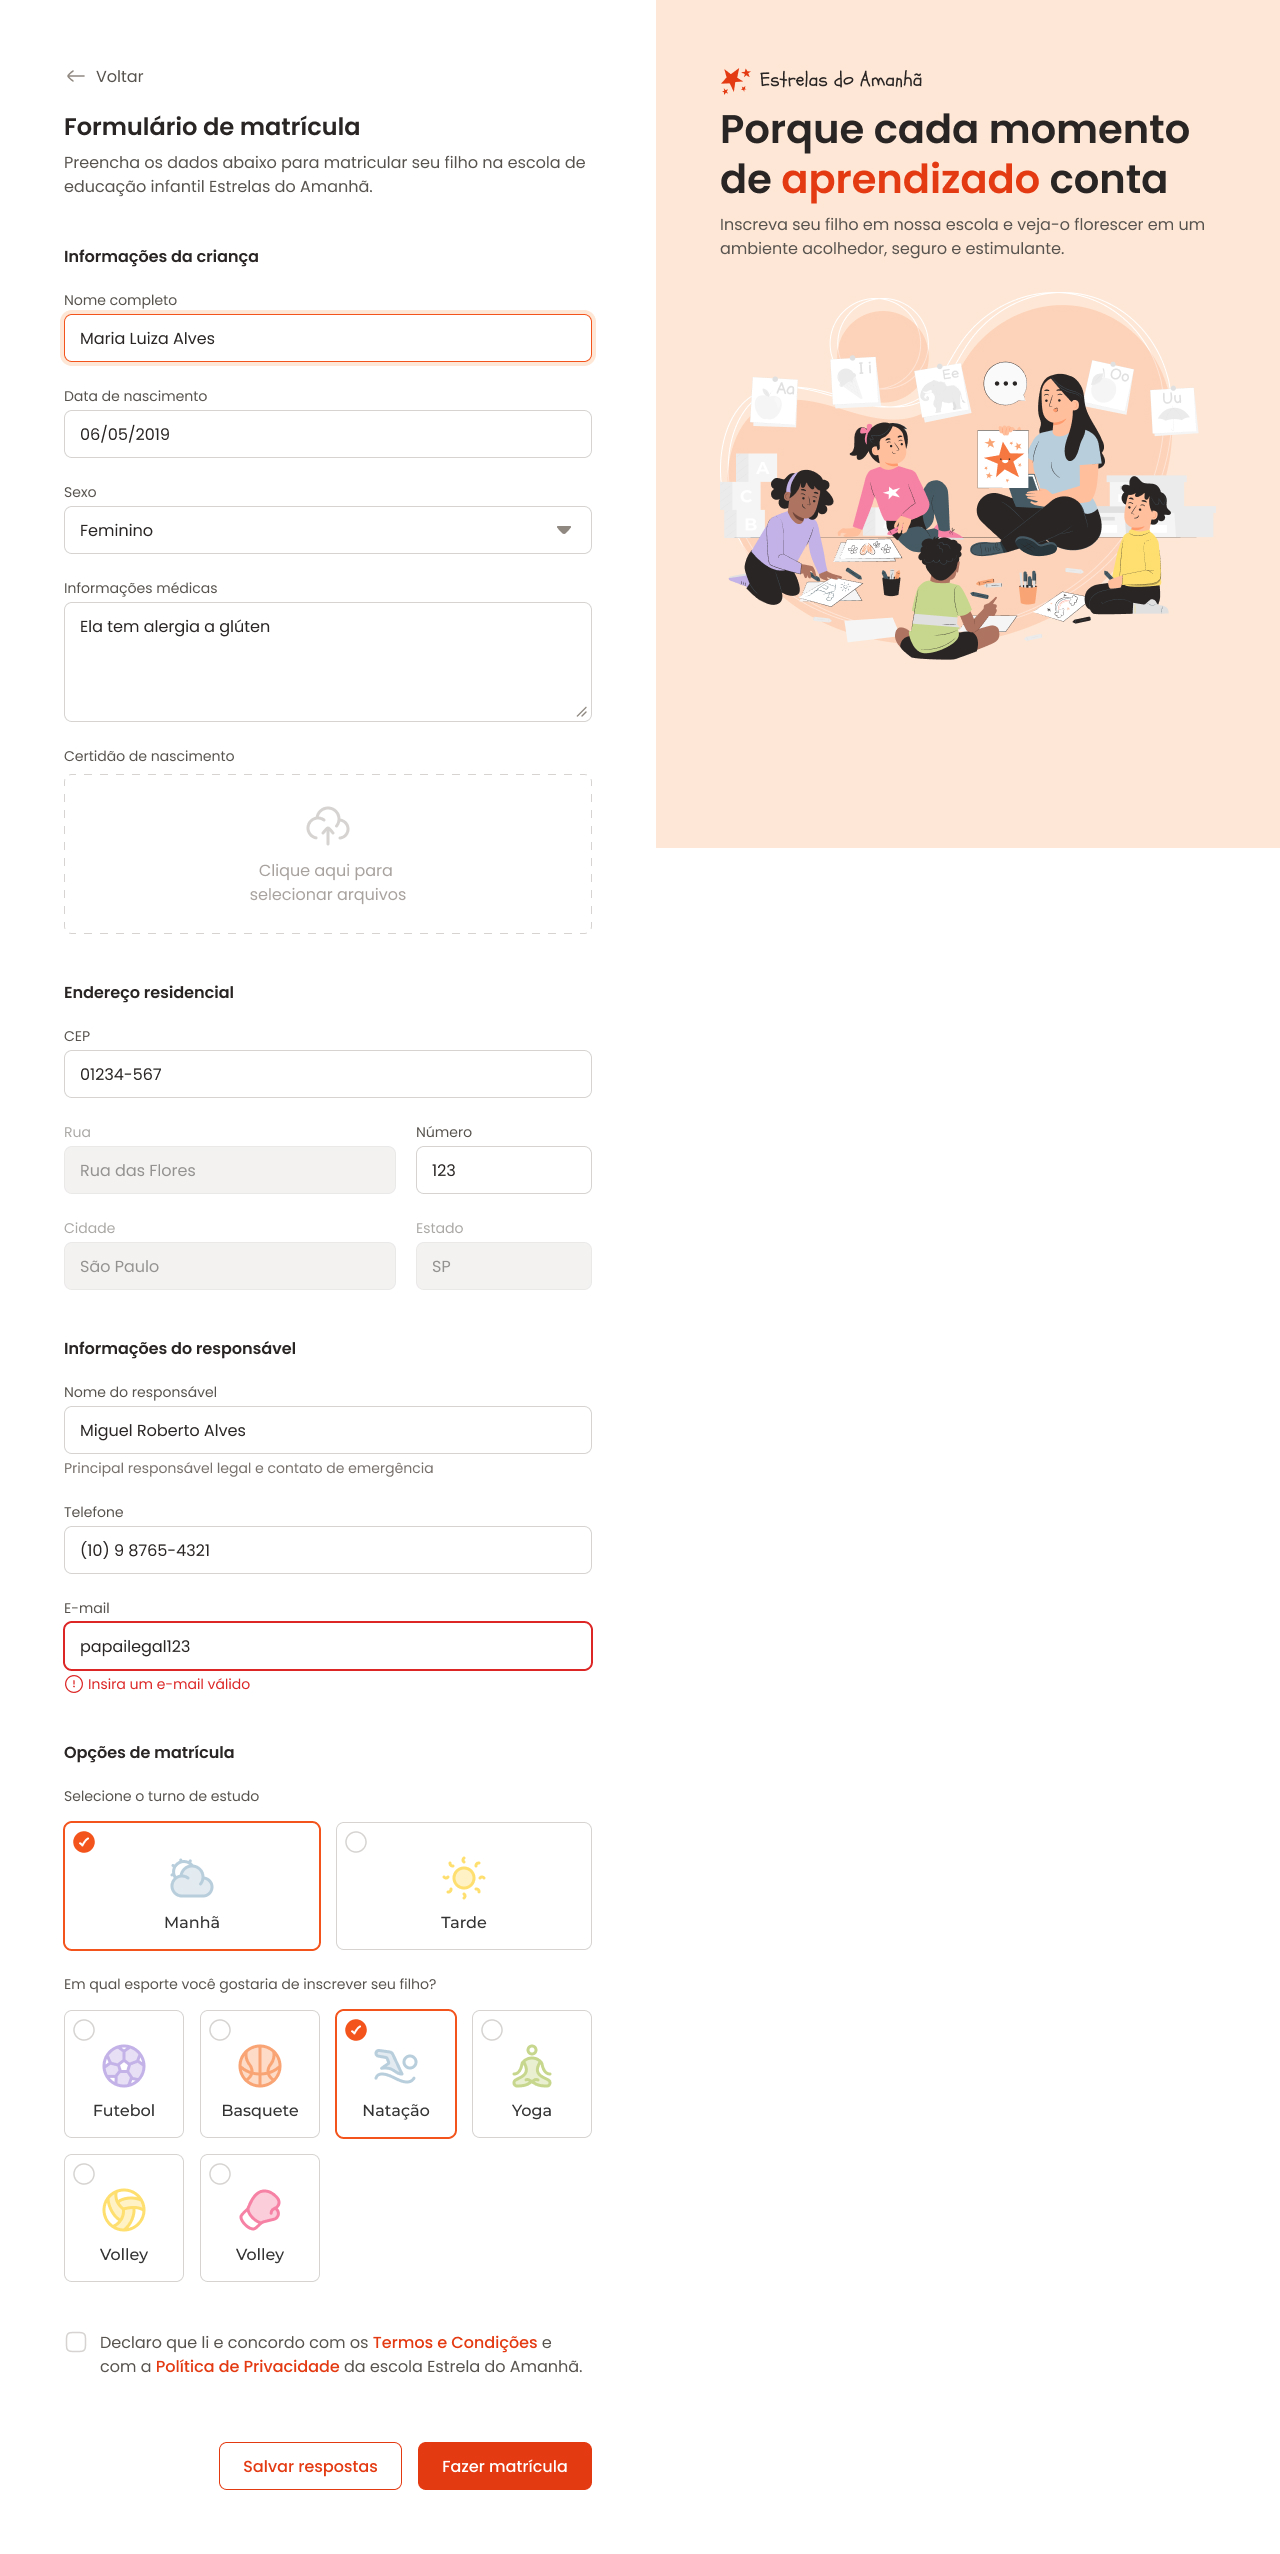 Voltar
Formulário de matrícula
Preencha os dados abaixo para matricular seu filho na escola de
educação infantil Estrelas do Amanhã.
Informações da criança
Nome completo
Maria Luiza Alves
Data de nascimento
06/05/2019
Sexo
Feminino
Informações médicas
Ela tem alergia a glúten
Certidão de nascimento
Clique aqui para
selecionar arquivos
Endereço residencial
CEP
01234-567
Rua
Número
Rua das Flores
123
Cidade
Estado
São Paulo
SP
Informações do responsável
Nome do responsável
Miguel Roberto Alves
Principal responsável legal e contato de emergência
Telefone
(10) 9 8765-4321
E-mail
papailegal123
Insira um e-mail válido
Opções de matrícula
Selecione o turno de estudo
Manhã
Tarde
Em qual esporte você gostaria de inscrever seu filho?
Futebol
Basquete
Natação
Yoga
Volley
Volley
Declaro que li e concordo com os Termos e Condições e
com a Política de Privacidade da escola Estrela do Amanhã.
Salvar respostas
Fazer matrícula
Estrelas do Amanhã
Porque cada momento
de aprendizado conta
Inscreva seu filho em nossa escola e veja-o florescer em um
ambiente acolhedor, seguro e estimulante.
Aa
Ii
Ee
Oo
Uu
A
C
B